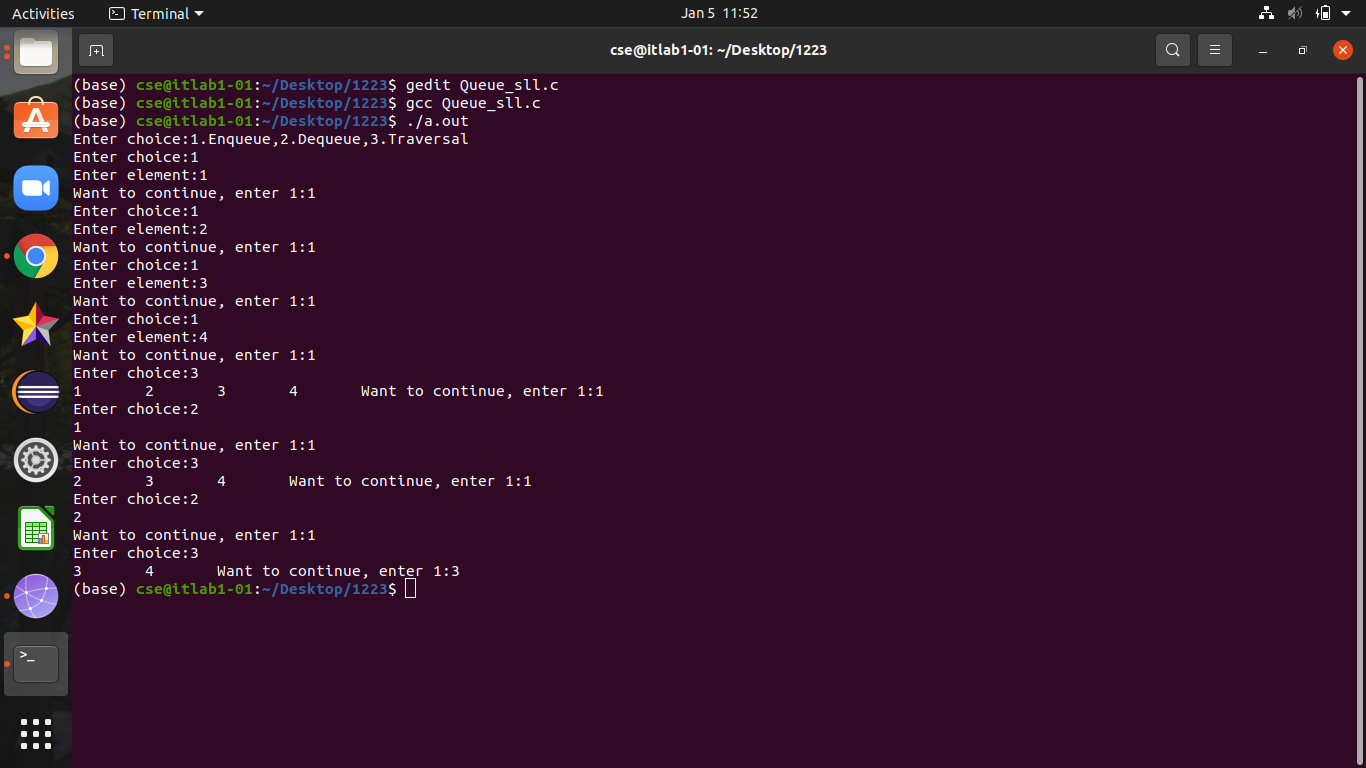 Activities Terminal Jan 5 11:52
cse@itlab1-01: ~/Desktop/1223
(base) cse@itlab1-01:~/Desktop/1223$ gedit Queue_sll.c
(base) cse@itlab1-01:~/Desktop/1223$ gcc Queue_sll.c
(base) cse@itlab1-01:~/Desktop/1223$ ./a.out
Enter choice:1.Enqueue,2.Dequeue,3.Traversal
Enter choice:1
Enter element:1
Want to continue, enter 1:1
Enter choice:1
Enter element:2
Want to continue, enter 1:1
Enter choice:1
Enter element:3
Want to continue, enter 1:1
Enter choice:1
Enter element:4
Want to continue, enter 1:1
Enter choice:3
1 2 3 4 Want to continue, enter 1:1
Enter choice:2
1
Want to continue, enter 1:1
Enter choice:3
2 3 4 Want to continue, enter 1:1
Enter choice:2
2
Want to continue, enter 1:1
Enter choice:3
3 4 Want to continue, enter 1:3
(base) cse@itlab1-01:~/Desktop/1223$